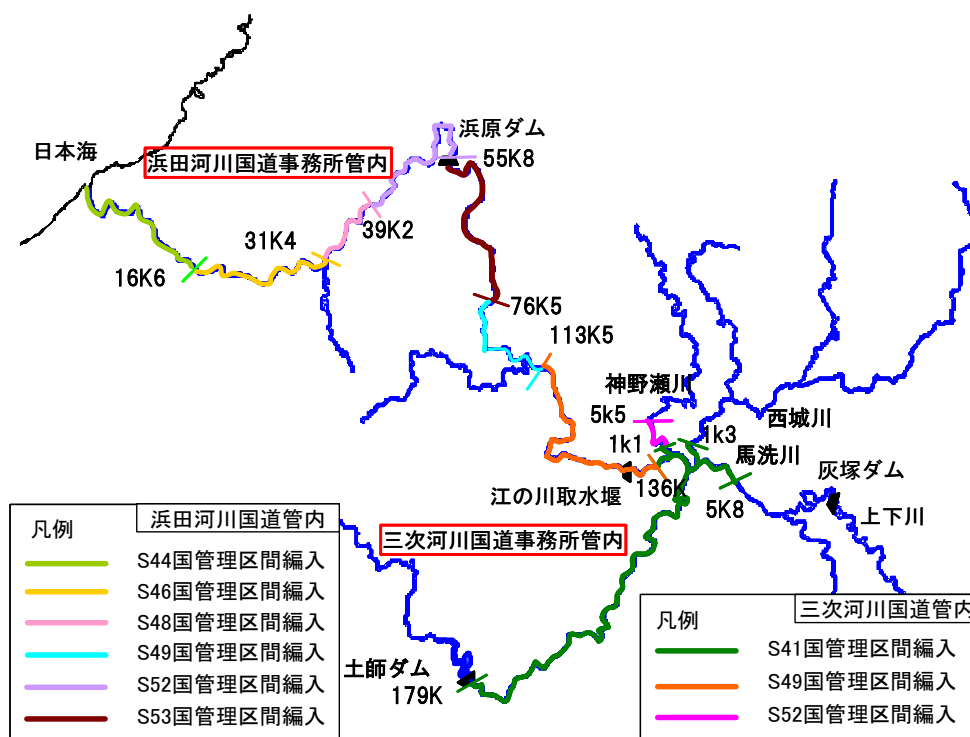 浜原ダム
日本海
浜田河川国道事務所管内
55K8
39K2
31K4
16K6
76K5
113K5
神野瀬川
5k5
西城川
1k1
1k3
馬洗川
灰塚ダム
136K
江の川取水堰
5K8
上下川
三次河川国道事務所管内
土師ダム
179K
浜田河川国道管内
凡例
S44国管理区間編入
S46国管理区間編入
S48国管理区間編入
S49国管理区間編入
S52国管理区間編入
S53国管理区間編入
三次河川国道管内
凡例
S41国管理区間編入
S49国管理区間編入
S52国管理区間編入